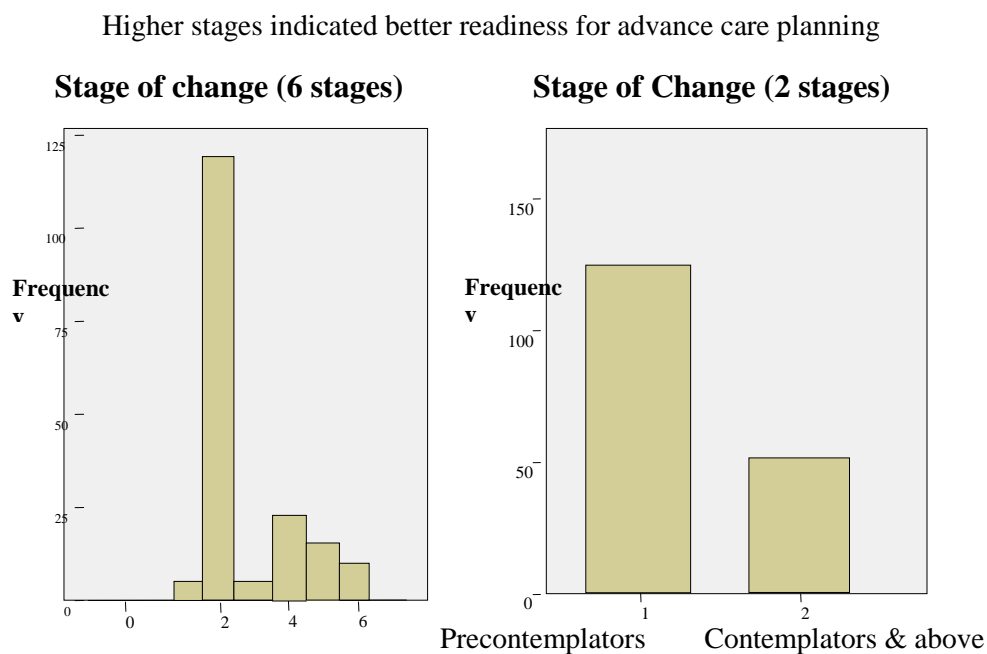 Higher stages indicated better readiness for advance care planning
Stage of change (6 stages)
125
100
Frequenc
v
75
50
25
0
0 2 4 6
Stage of Change (2 stages)
150
Frequenc
v
100
50
0
1 2
Precontemplators Contemplators & above